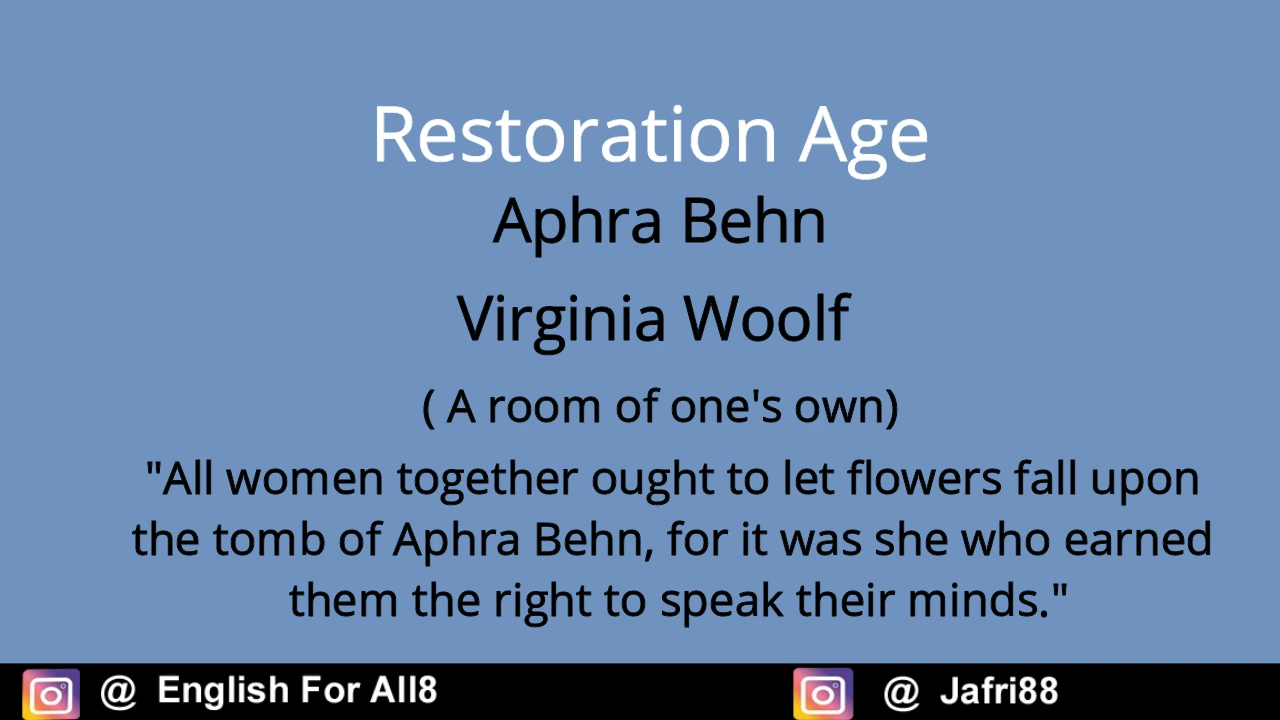 Restoration Age
Aphra Behn
Virginia Woolf
( A room of one's own)
"All women together ought to let flowers fall upon
the tomb of Aphra Behn, for it was she who earned
them the right to speak their minds."
@ English For All8
@ Jafri88